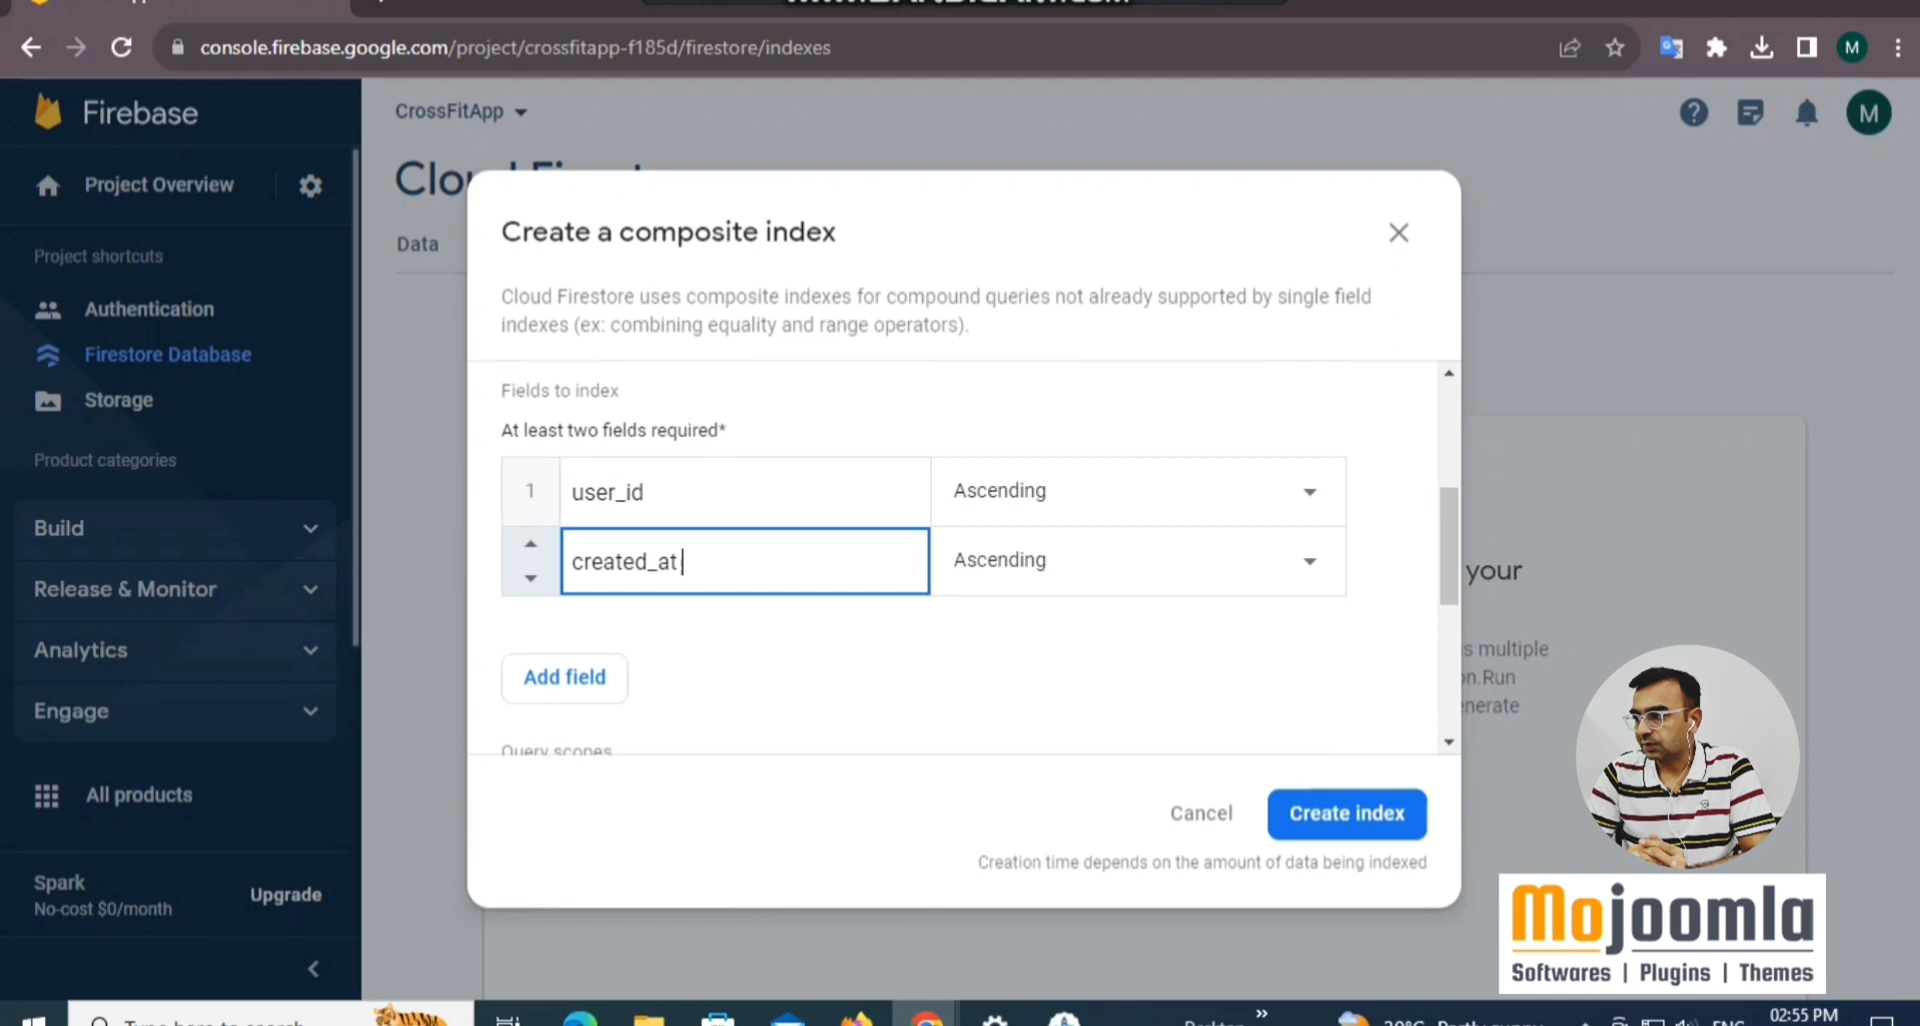 console.firebase.google.com/project/crossfitapp-f185d/firestore/indexes
M
Firebase
CrossFitApp
M
Project Overview
Data
Create a composite index
Cloud Firestore uses composite indexes for compound queries not already supported by single field
indexes (ex: combining equality and range operators).
Project shortcuts
Authentication
Firestore Database
Storage
Product categories
Build
Release & Monitor
Analytics
Engage
All products
Spark
No-cost $0/month
Upgrade
Fields to index
At least two fields required*
1
user_id
Ascending
created_at
Ascending
Add field
Query scopes
Cancel
Create index
Creation time depends on the amount of data being indexed
your
multiple
Mojoomla
Softwares | Plugins | Themes
Type here to search
Desktop
»
ENG
02:55 PM